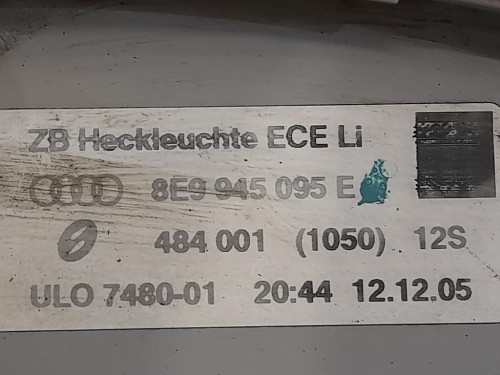 ZB Heckleuchte ECE Li
8E9 945 095 E
484 001 (1050) 12S
ULO 7480-01 20:44 12.12.05